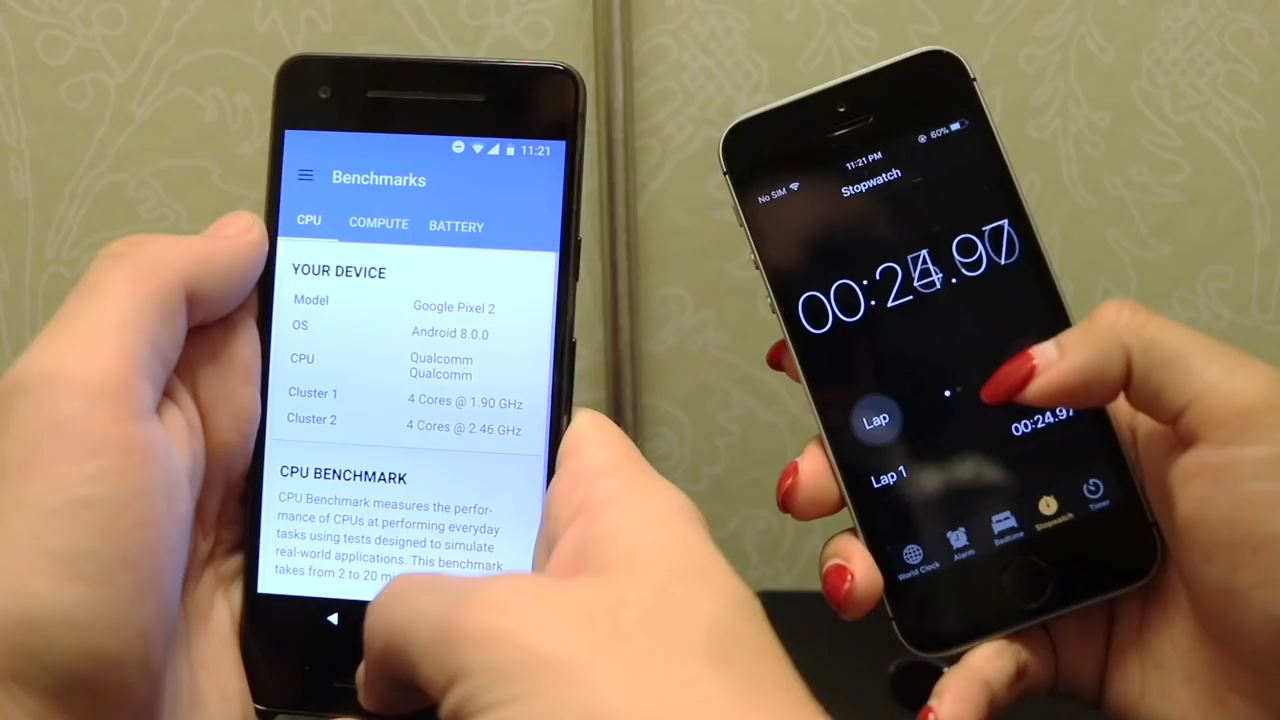 11:21
Benchmarks
CPU COMPUTE BATTERY
YOUR DEVICE
Model Google Pixel 2
OS Android 8.0.0
CPU Qualcomm
Qualcomm
Cluster 1 4 Cores @ 1.90 GHz
Cluster 2 4 Cores @ 2.46 GHz
CPU BENCHMARK
CPU Benchmark measures the perfor-
mance of CPUs at performing everyday
tasks using tests designed to simulate
real-world applications. This benchmark
takes from 2 to 20
No SIM 11:21 PM 60%
Stopwatch
00:24.97
Lap
Lap 1 00:24.97
World Clock Alarm Bedtime Stopwatch Timer